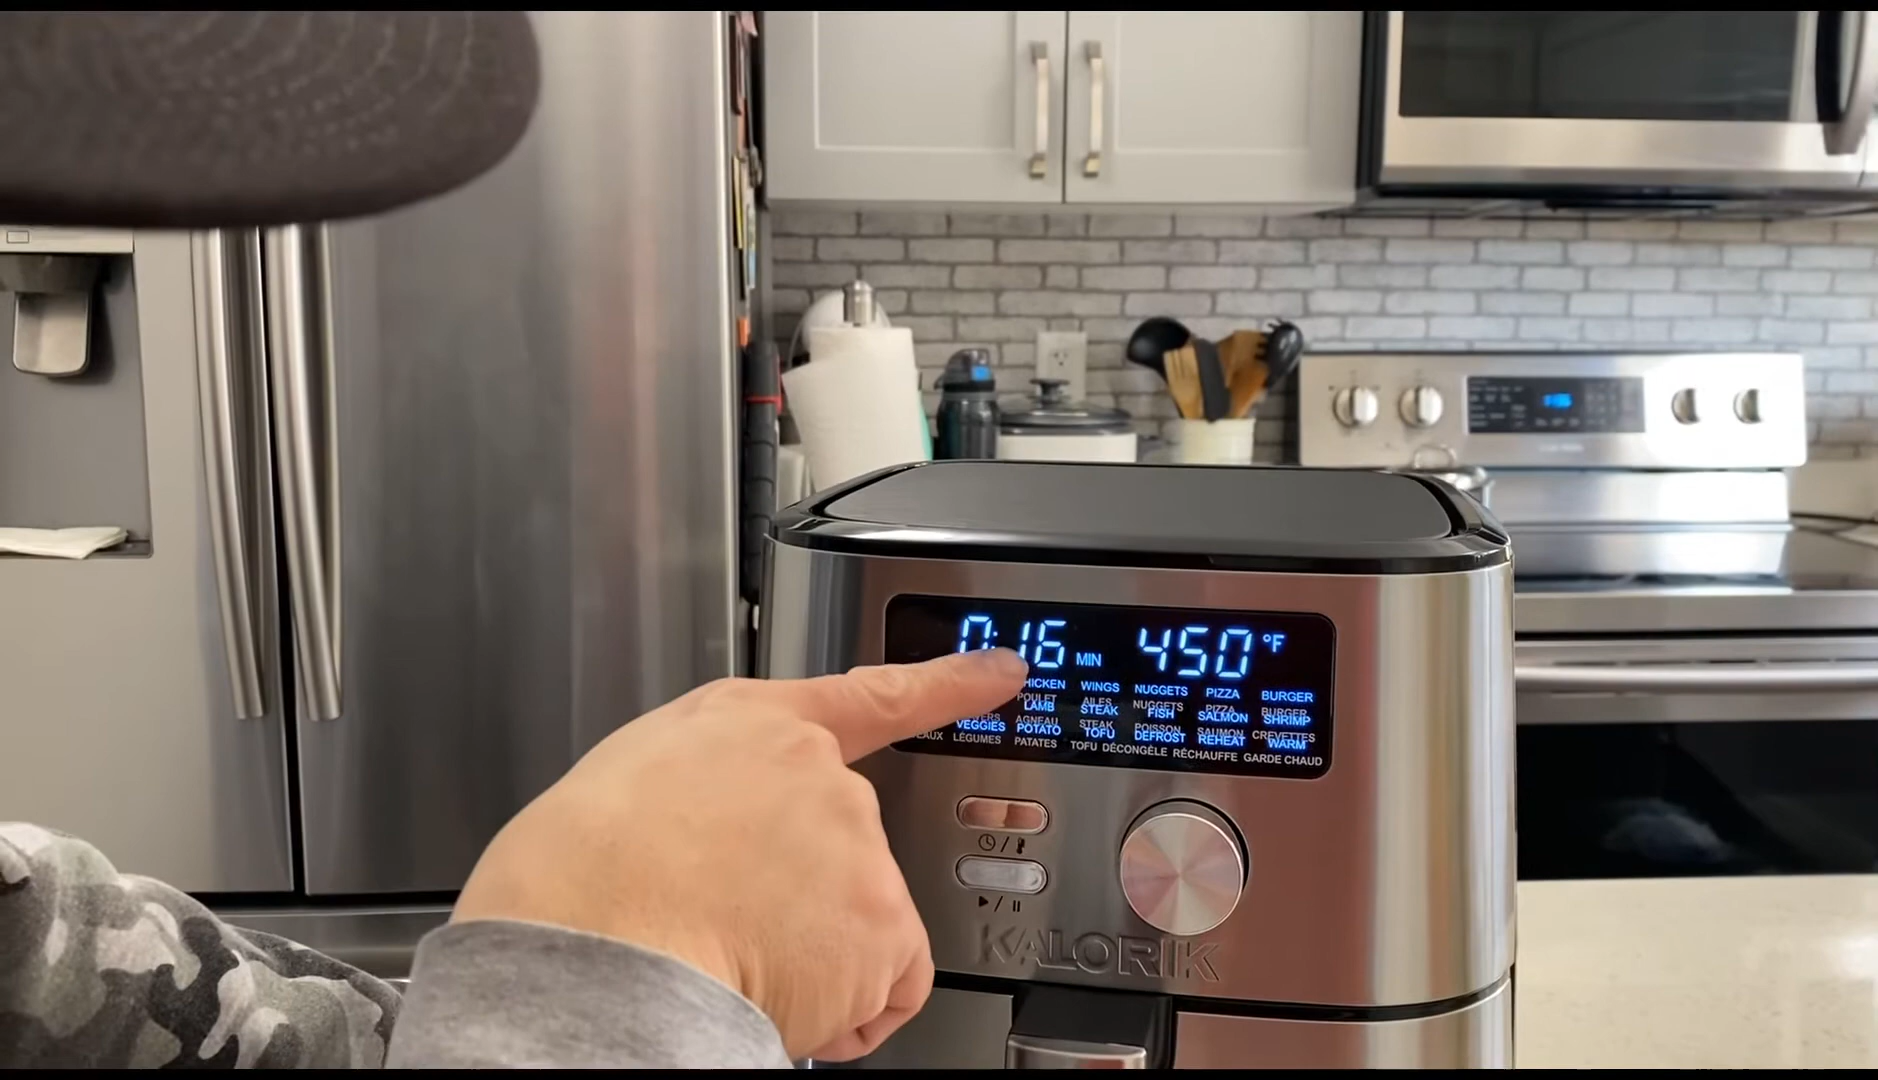 0:16 MIN 450 °F
WINGS NUGGETS PIZZA BURGER
POULET AILES NUGGETS PIZZA BURGER
LAMB STEAK FISH SALMON SHRIMP
AGNEAU STEAK POISSON SAUMON CREVETTES
VEGGIES POTATO TOFU DEFROST REHEAT WARM
LÉGUMES PATATES TOFU DÉCONGÈLE RÉCHAUFFE GARDE CHAUD
KALORIK